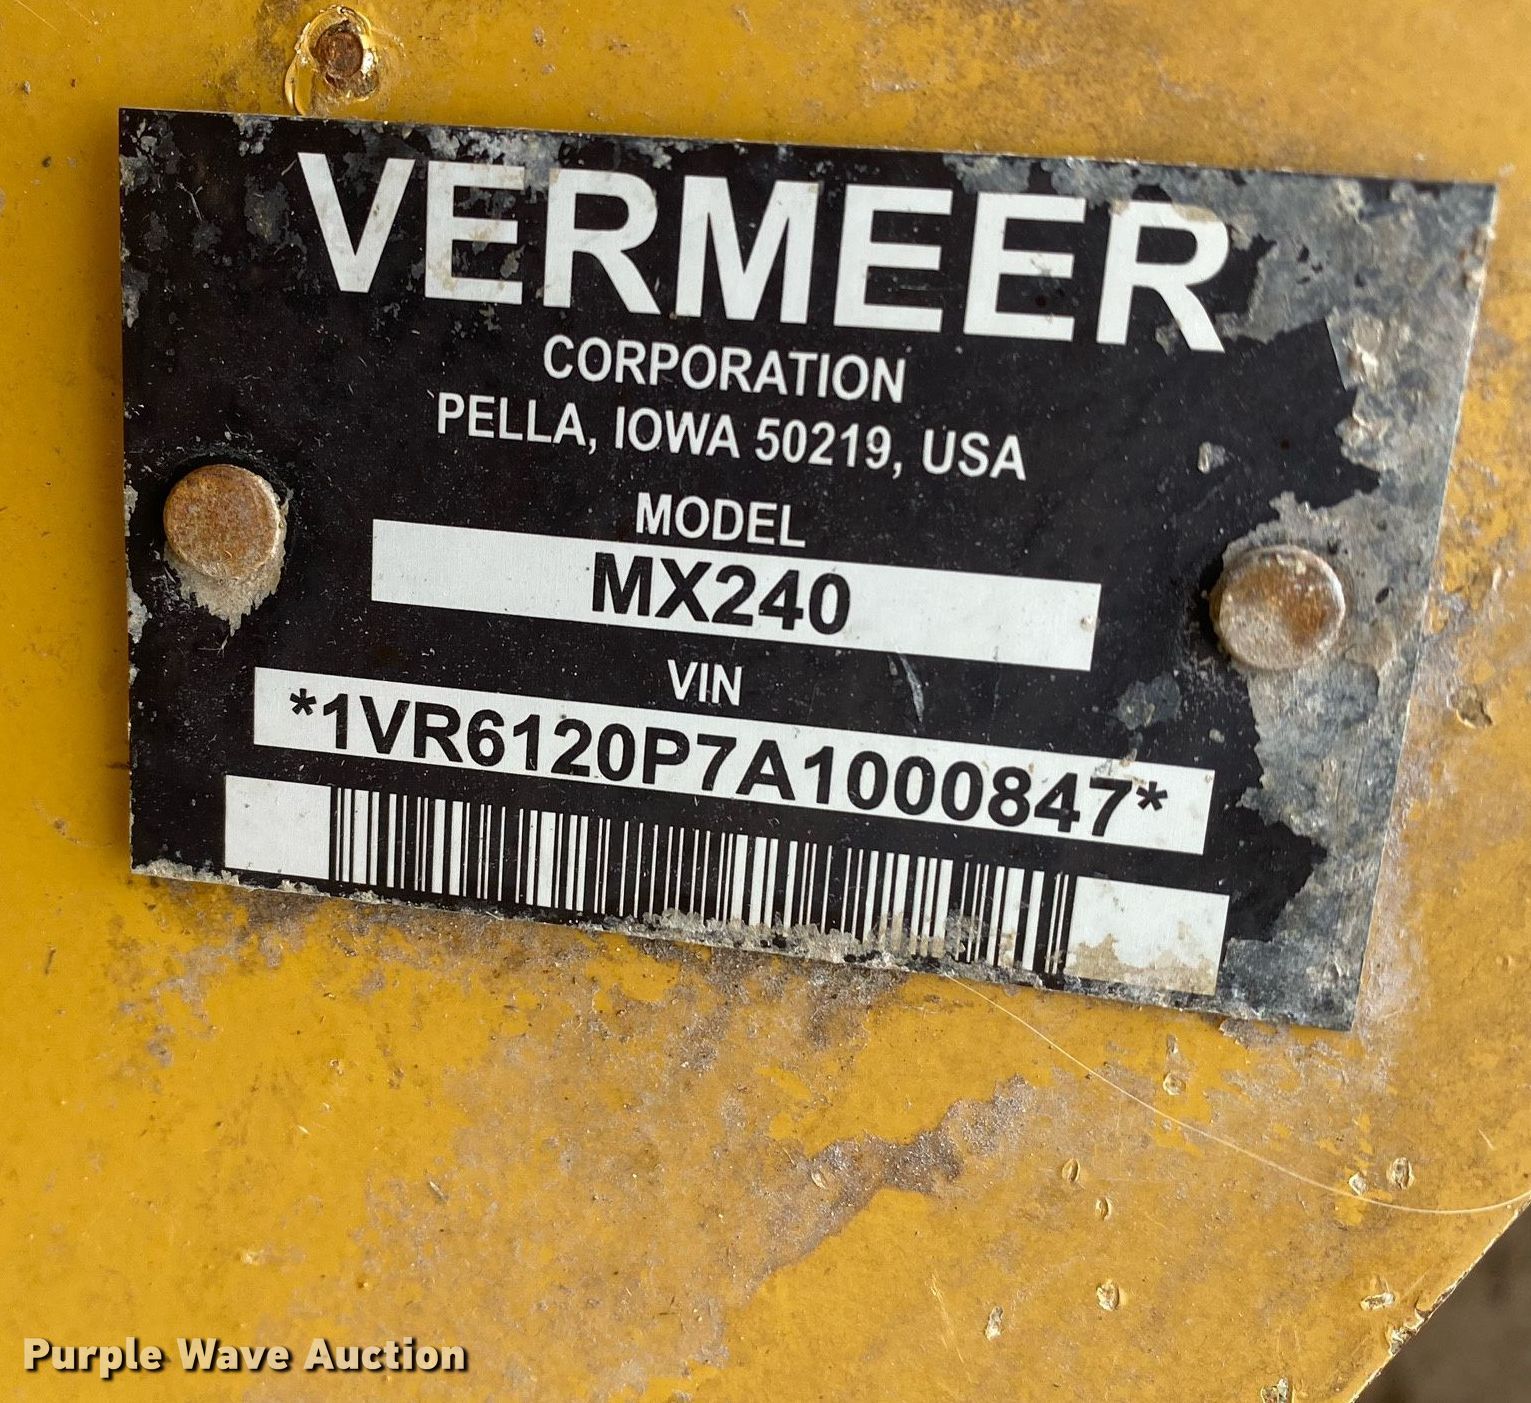 VERMEER
CORPORATION
PELLA, IOWA 50219, USA
MODEL
MX240
VIN
*1VR6120P7A1000847*
Purple Wave Auction